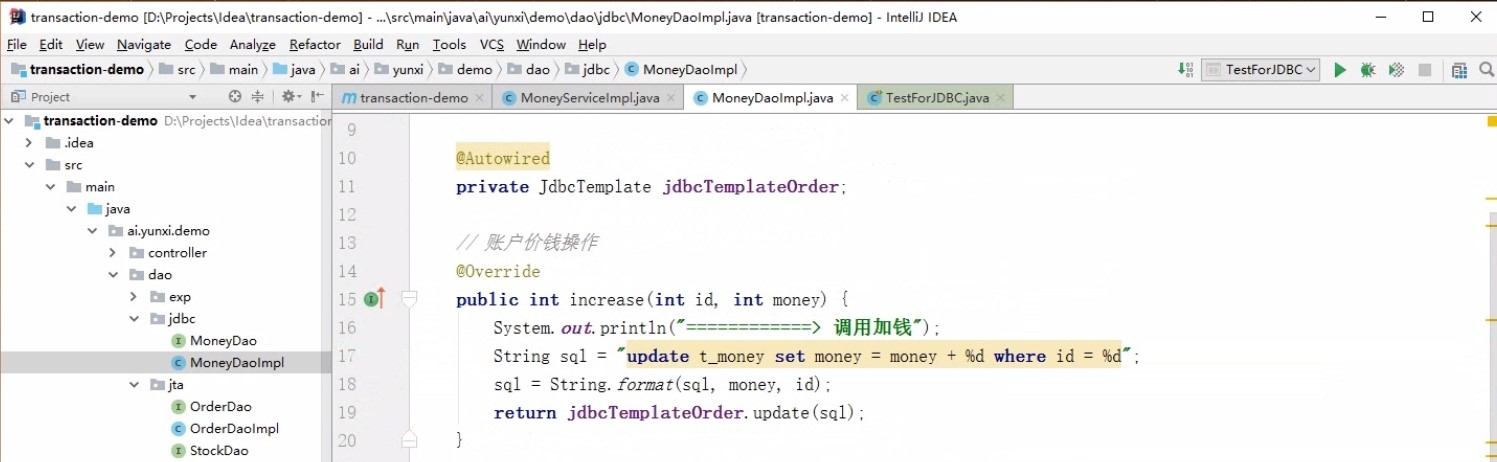 transaction-demo [D:\Projects\Idea\transaction-demo] - ...\src\main\java\ai\yunxi\demo\dao\jdbc\MoneyDaoImpl.java [transaction-demo] - IntelliJ IDEA
File Edit View Navigate Code Analyze Refactor Build Run Tools VCS Window Help
transaction-demo src main java ai yunxi demo dao jdbc MoneyDaoImpl TestForJDBC
Project transaction-demo MoneyServiceImpl.java MoneyDaoImpl.java TestForJDBC.java
transaction-demo D:\Projects\Idea\transaction
.idea
src
main
java
ai.yunxi.demo
controller
dao
exp
jdbc
MoneyDao
MoneyDaoImpl
jta
OrderDao
OrderDaoImpl
StockDao
9
10 @Autowired
11 private JdbcTemplate jdbcTemplateOrder;
12
13 // 账户价钱操作
14 @Override
15 public int increase(int id, int money) {
16 System.out.println("============> 调用加钱");
17 String sql = "update t_money set money = money + %d where id = %d";
18 sql = String.format(sql, money, id);
19 return jdbcTemplateOrder.update(sql);
20 }